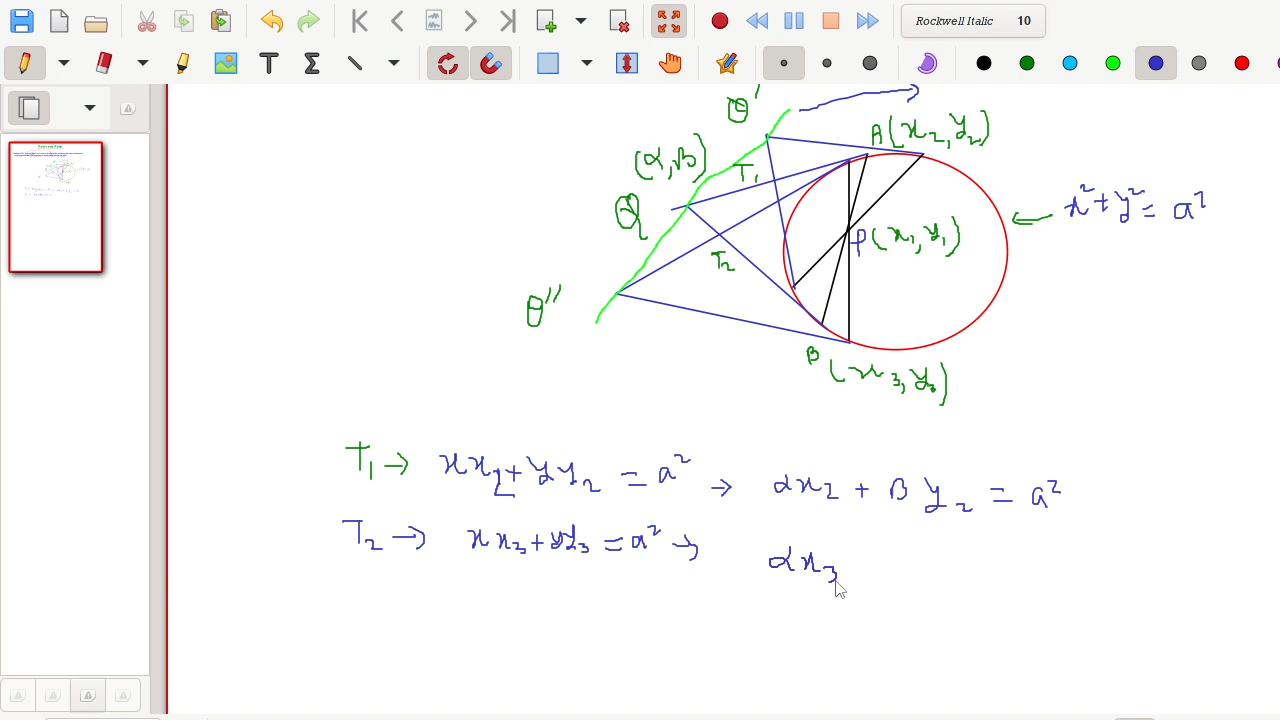 Rockwell Italic 10
θ'
A(x₂, y₂)
(α, β)
T₁
Q
x² + y² = a²
P(x₁, y₁)
T₂
θ''
B
(x₃, y₃)
T₁ → xx₂ + yy₂ = a² → αx₂ + βy₂ = a²
T₂ → xx₃ + yy₃ = a² →
αx₃